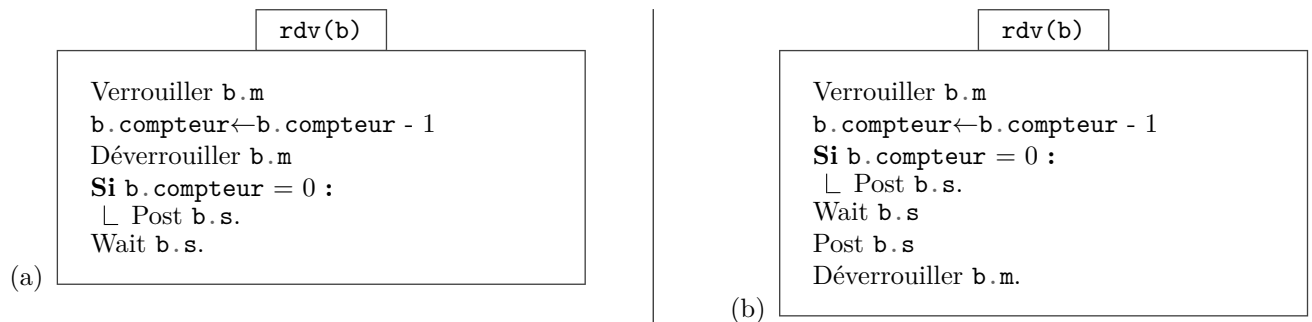 rdv(b)
Verrouiller b.m
b.compteur←b.compteur - 1
Déverrouiller b.m
Si b.compteur = 0 :
Post b.s.
Wait b.s.
(a)
rdv(b)
Verrouiller b.m
b.compteur←b.compteur - 1
Si b.compteur = 0 :
Post b.s.
Wait b.s
Post b.s
Déverrouiller b.m.
(b)